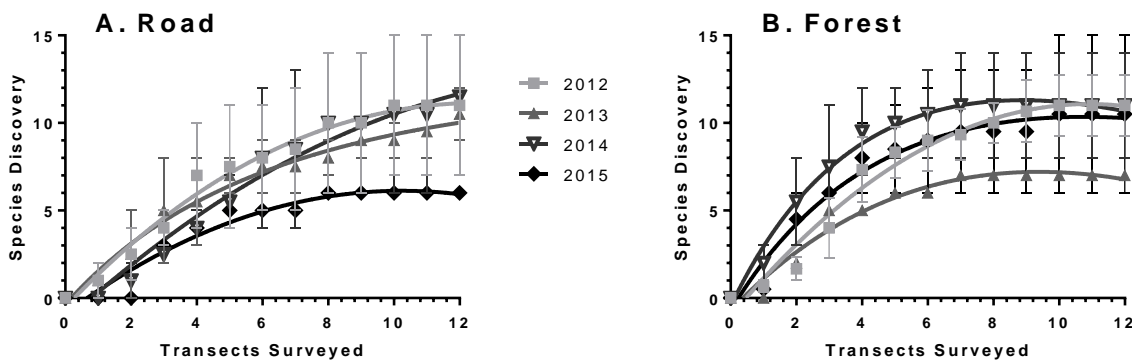 A. Road
15
10
5
0
Species Discovery
0 2 4 6 8 10 12
Transects Surveyed
2012
2013
2014
2015
B. Forest
15
10
5
0
Species Discovery
0 2 4 6 8 10 12
Transects Surveyed